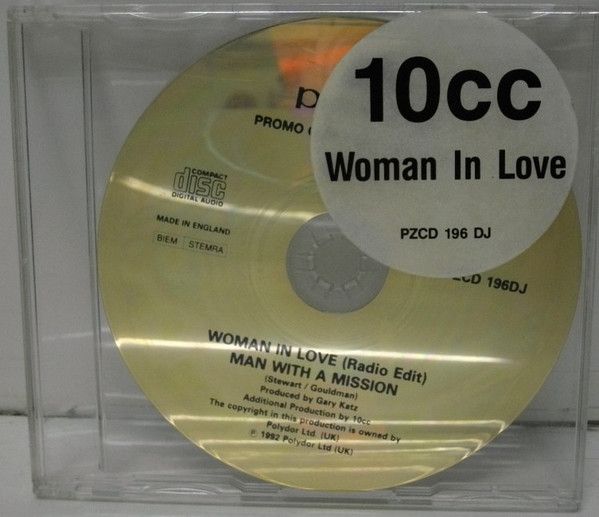 10cc
Woman In Love
PZCD 196 DJ
PROMO
COMPACT
disc
DIGITAL AUDIO
MADE IN ENGLAND
BIEM STEMRA
CD 196DJ
WOMAN IN LOVE (Radio Edit)
MAN WITH A MISSION
(Stewart / Gouldman)
Produced by Gary Katz
Additional Production by 10cc
The copyright in this production is owned by
Polydor Ltd. (UK)
℗ 1992 Polydor Ltd (UK)